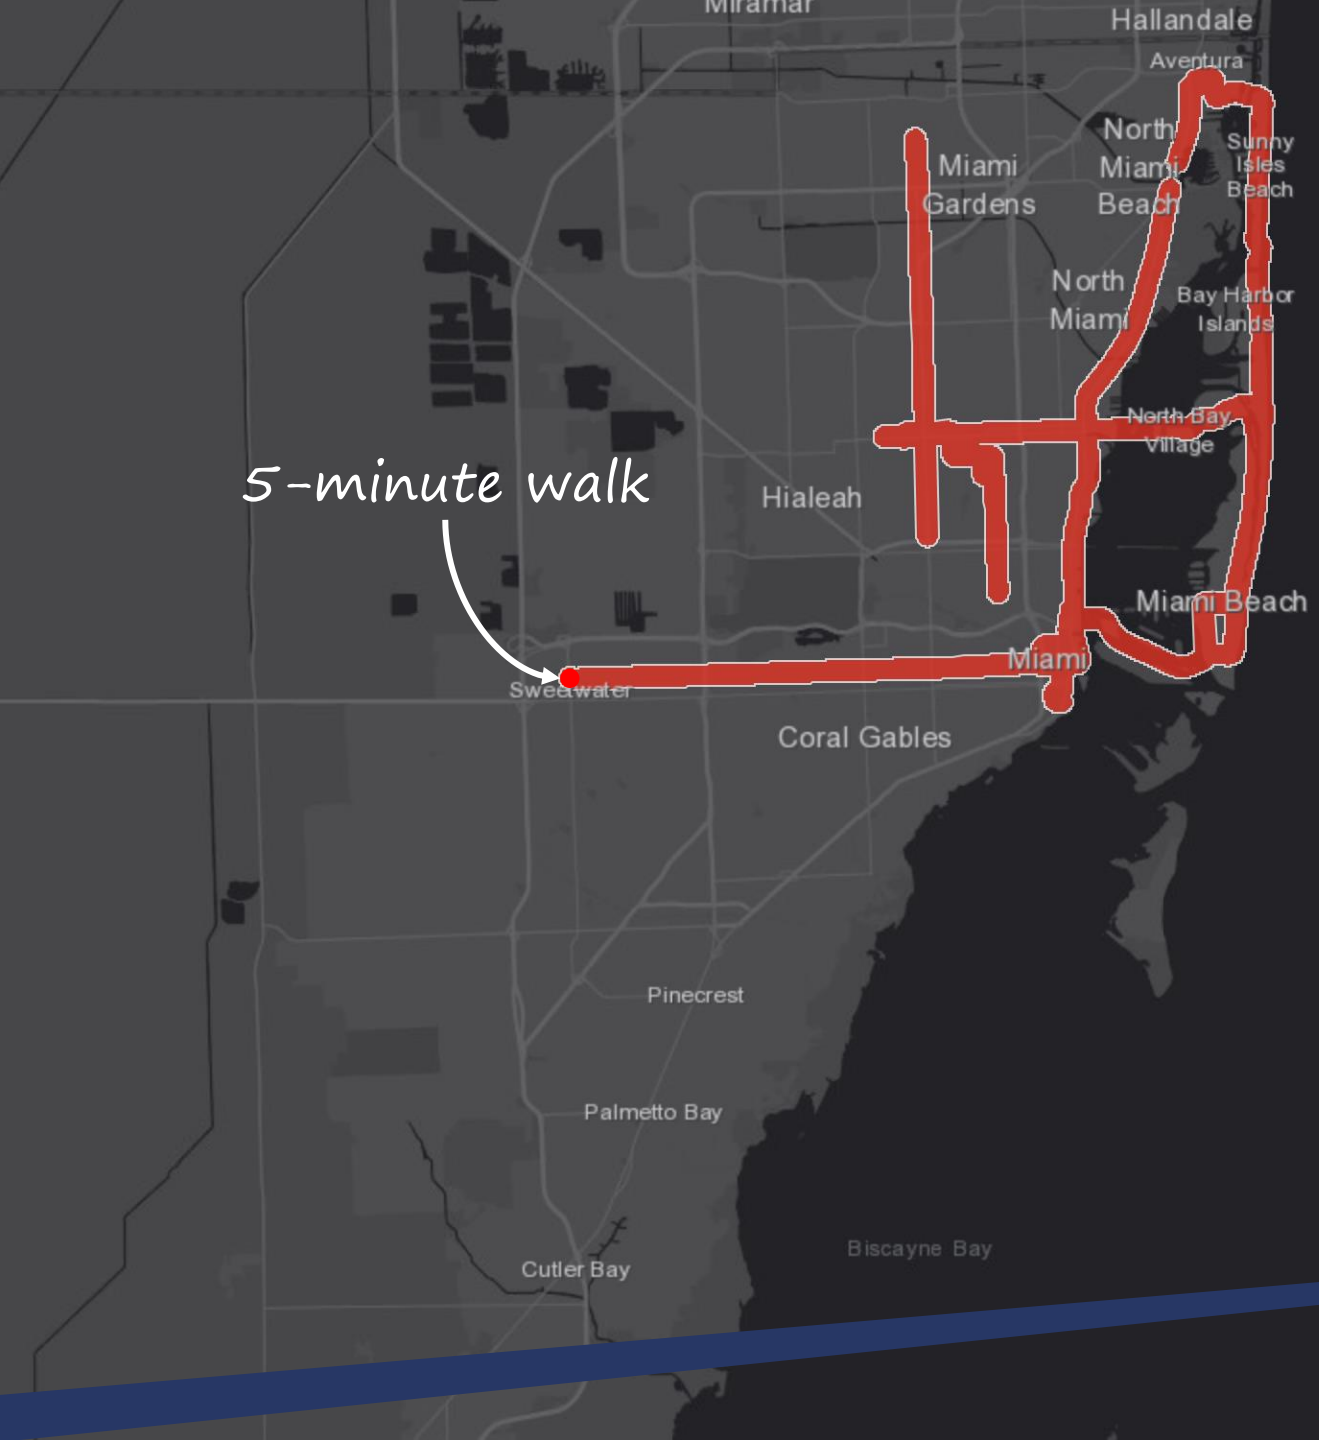 Miramar
Hallandale
Aventura
North
Miami
Beach
Sunny
Isles
Beach
Miami
Gardens
North
Miami
Bay Harbor
Islands
North Bay
Village
5-minute walk
Hialeah
Miami Beach
Miami
Sweetwater
Coral Gables
Pinecrest
Palmetto Bay
Biscayne Bay
Cutler Bay